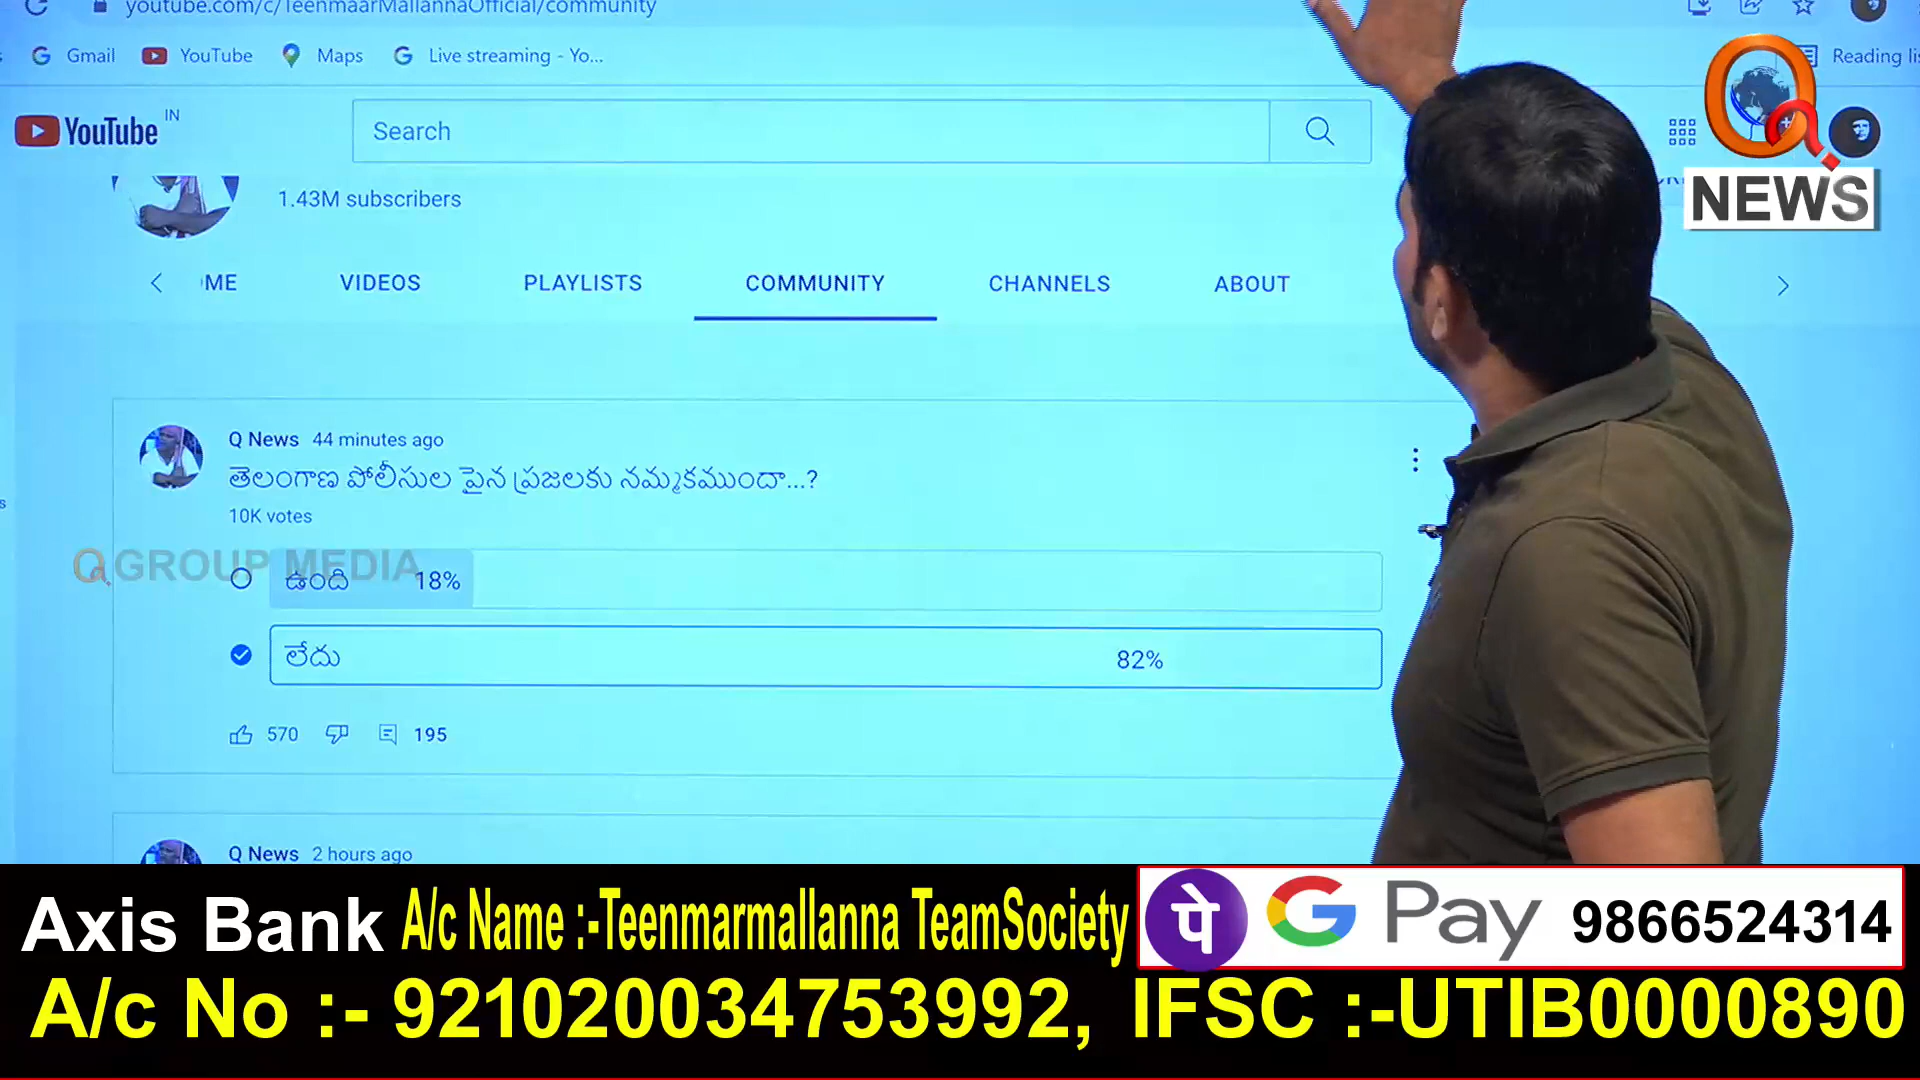 youtube.com/c/TeenmaarMallannaOfficial/community
Gmail YouTube Maps Live streaming - Yo... Reading
YouTube IN
Search
NEWS
1.43M subscribers
VIDEOS PLAYLISTS COMMUNITY CHANNELS ABOUT
Q News 44 minutes ago
తెలంగాణ పోలీసుల పైన ప్రజలకు నమ్మకముందా...?
10K votes
Q GROUP MEDIA
ఉంది 18%
లేదు 82%
570 195
Q News 2 hours ago
Axis Bank A/c Name :-Teenmarmallanna TeamSociety पे G Pay 9866524314
A/c No :- 921020034753992, IFSC :-UTIB0000890